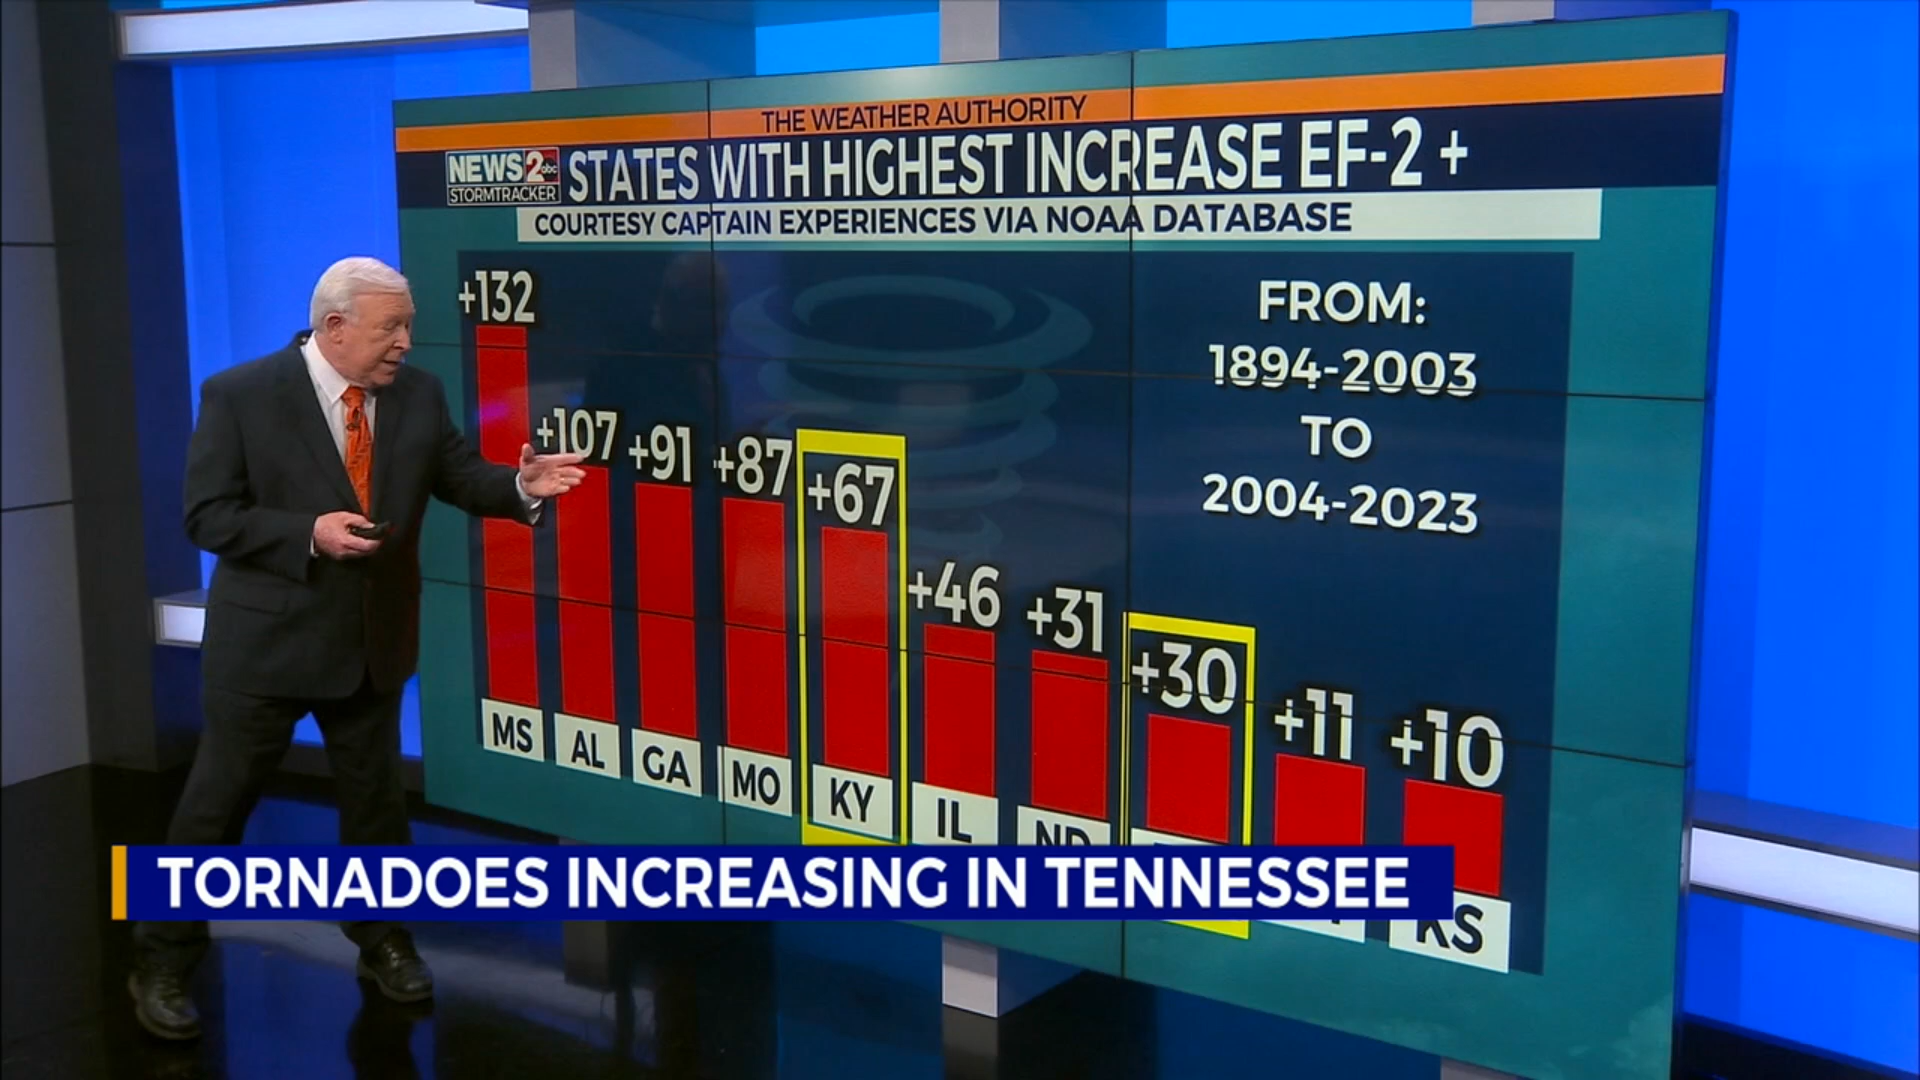 THE WEATHER AUTHORITY
NEWS 2 abc
STORMTRACKER
STATES WITH HIGHEST INCREASE EF-2 +
COURTESY CAPTAIN EXPERIENCES VIA NOAA DATABASE
FROM:
1894-2003
TO
2004-2023
+132
+107
+91
+87
+67
+46
+31
+30
+11
+10
MS
AL
GA
MO
KY
IL
ND
KS
TORNADOES INCREASING IN TENNESSEE